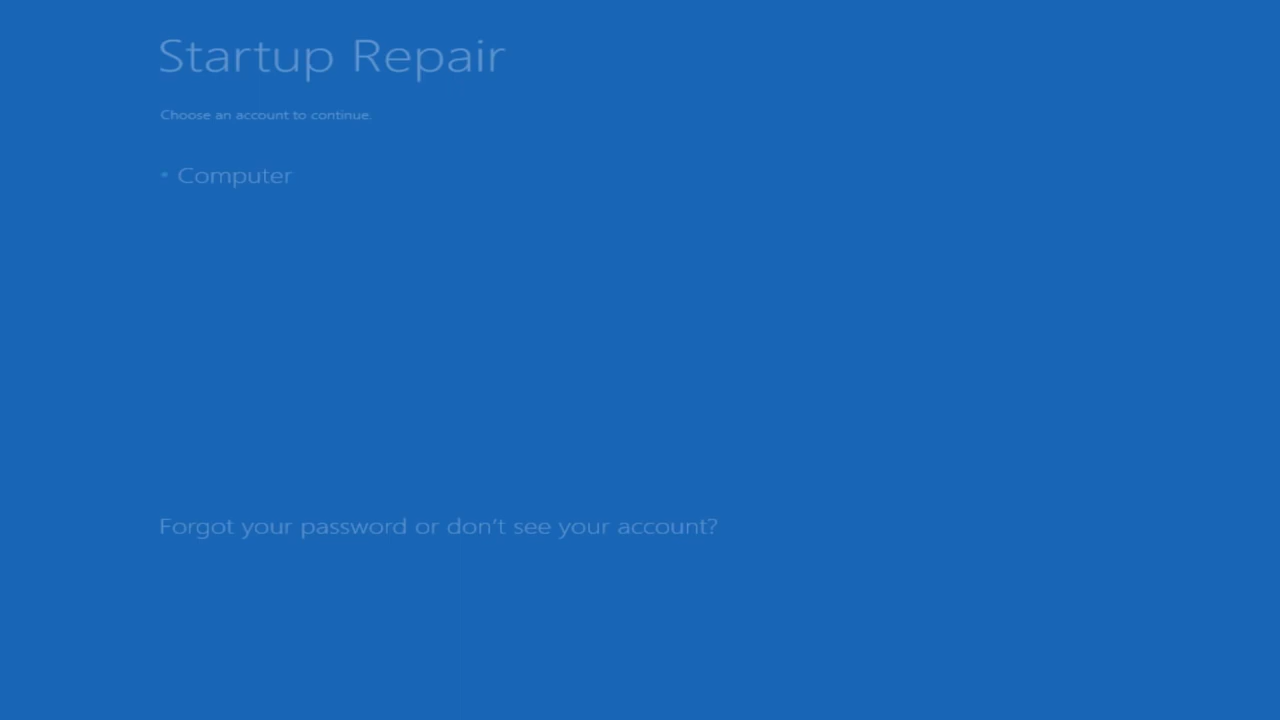 Startup Repair
Choose an account to continue.
• Computer
Forgot your password or don't see your account?